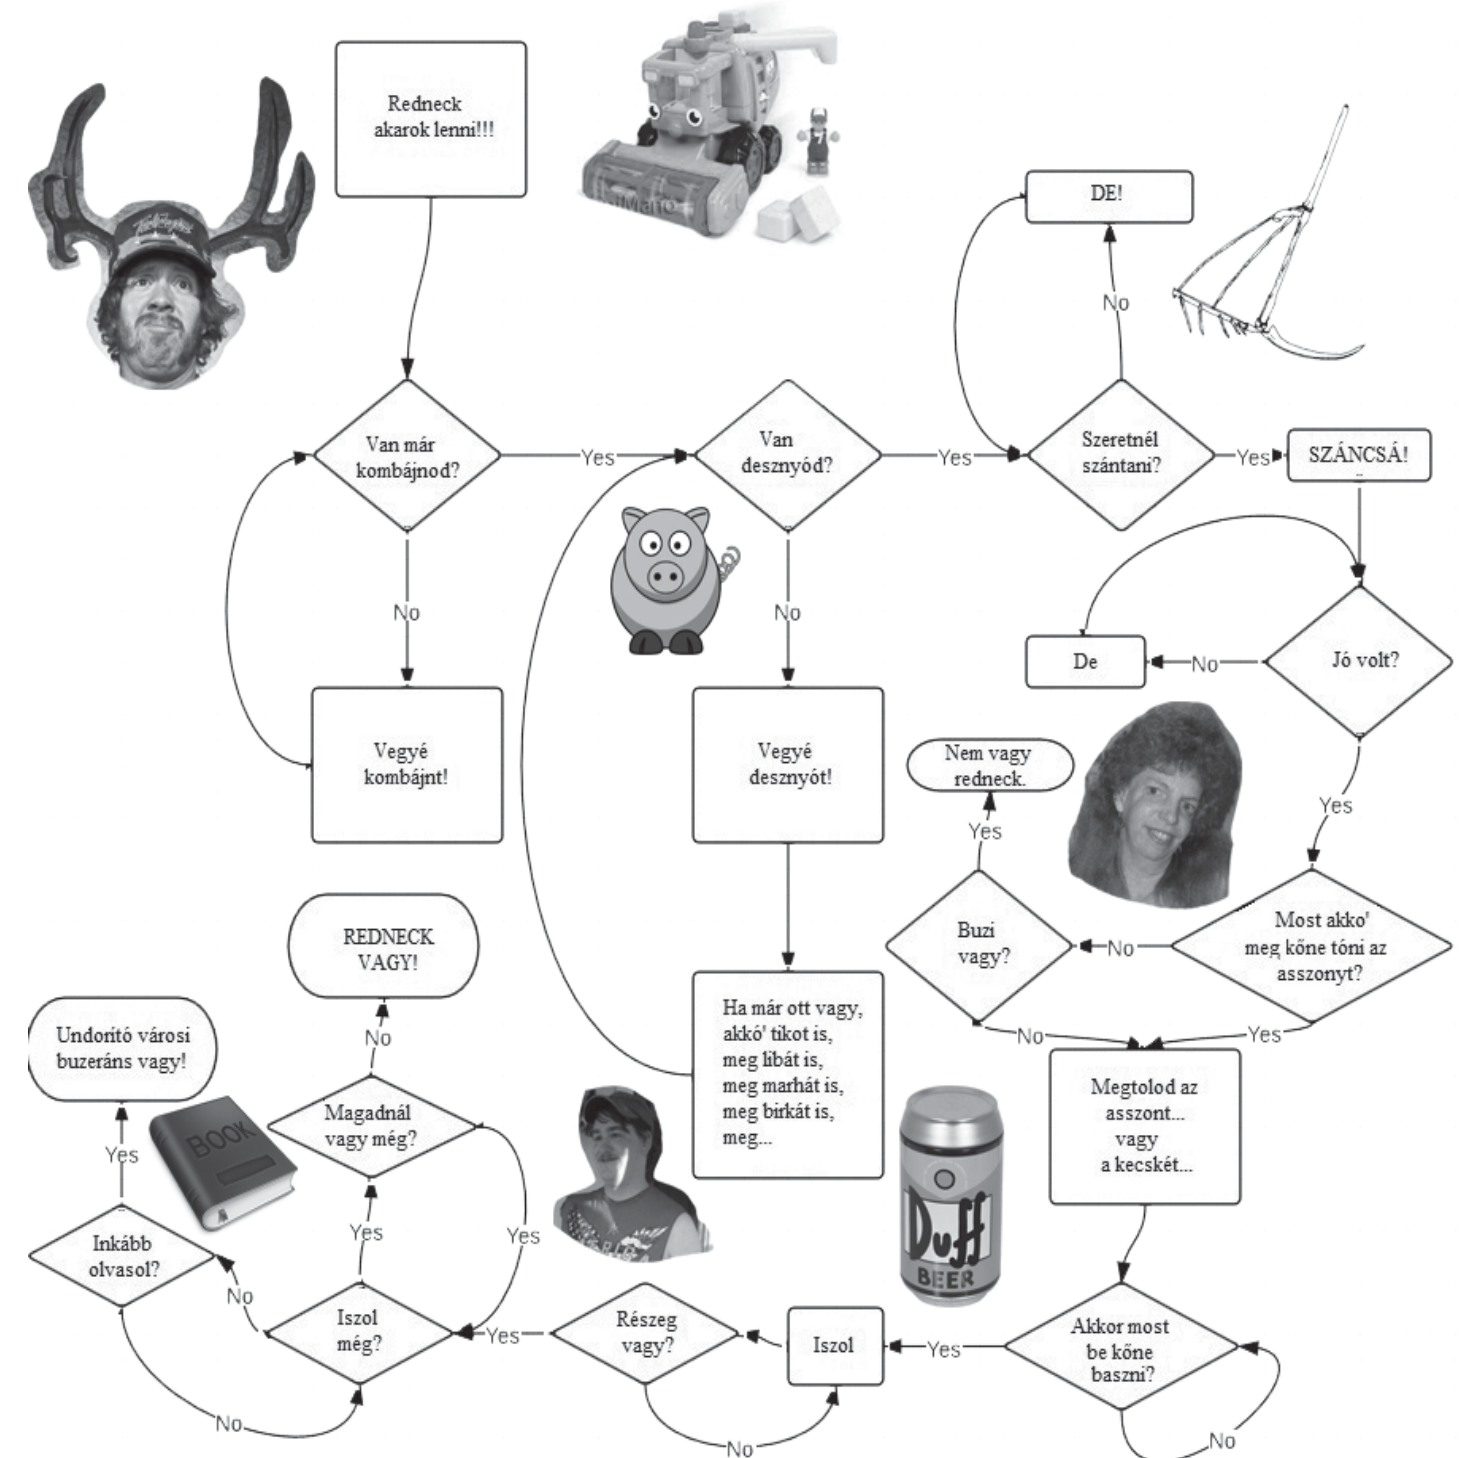 Redneck
akarok lenni!!!
DE!
No
Van már
kombájnod?
Yes
Van
desznyód?
Yes
Szeretnél
szántani?
Yes
SZÁNCSÁ!
No
No
De
No
Jó volt?
Vegyé
kombájnt!
Vegyé
desznyót!
Nem vagy
redneck.
Yes
Yes
Buzi
vagy?
No
Most akko'
meg kőne tóni az
asszonyt?
REDNECK
VAGY!
No
Undorító városi
buzeráns vagy!
Ha már ott vagy,
akkó' tikot is,
meg libát is,
meg marhát is,
meg birkát is,
meg...
No
Yes
Megtolod az
asszont...
vagy
a kecskét...
Magadnál
vagy még?
BOOK
Yes
Yes
Yes
Duff
BEER
Inkább
olvasol?
No
Iszol
még?
Yes
Részeg
vagy?
Iszol
Yes
Akkor most
be kőne
baszni?
No
No
No